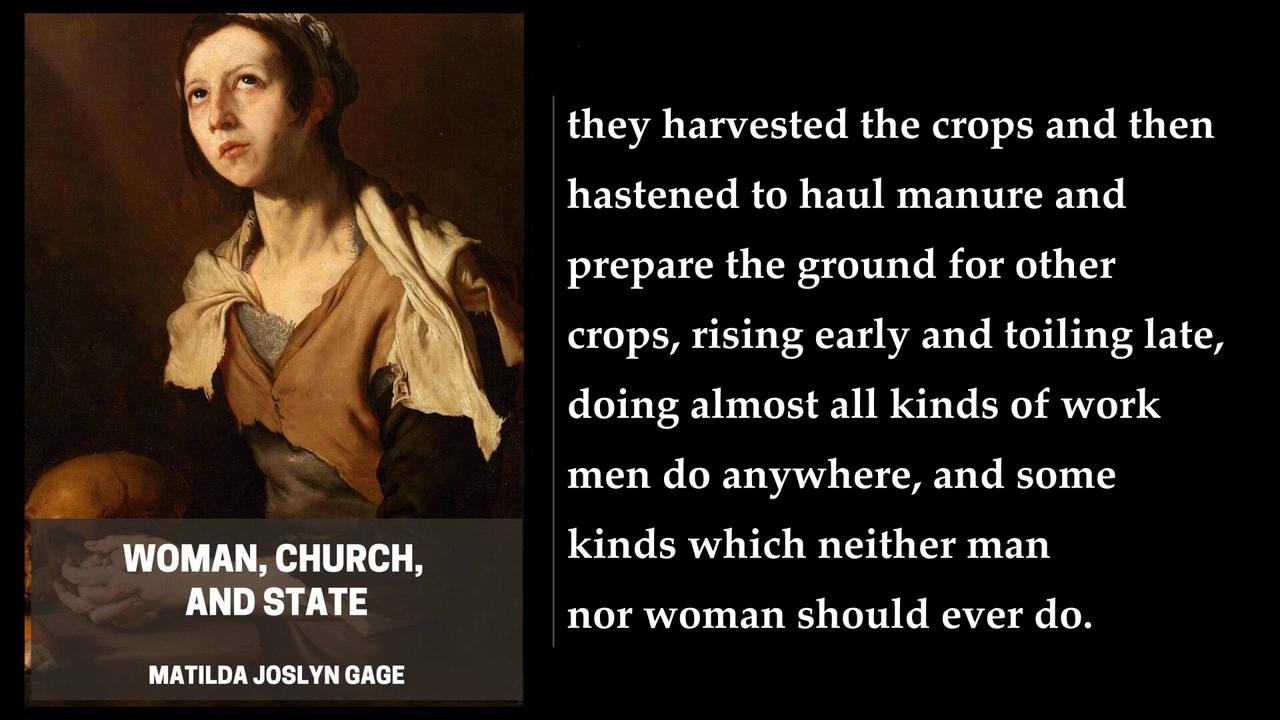 WOMAN, CHURCH,
AND STATE
MATILDA JOSLYN GAGE
they harvested the crops and then
hastened to haul manure and
prepare the ground for other
crops, rising early and toiling late,
doing almost all kinds of work
men do anywhere, and some
kinds which neither man
nor woman should ever do.